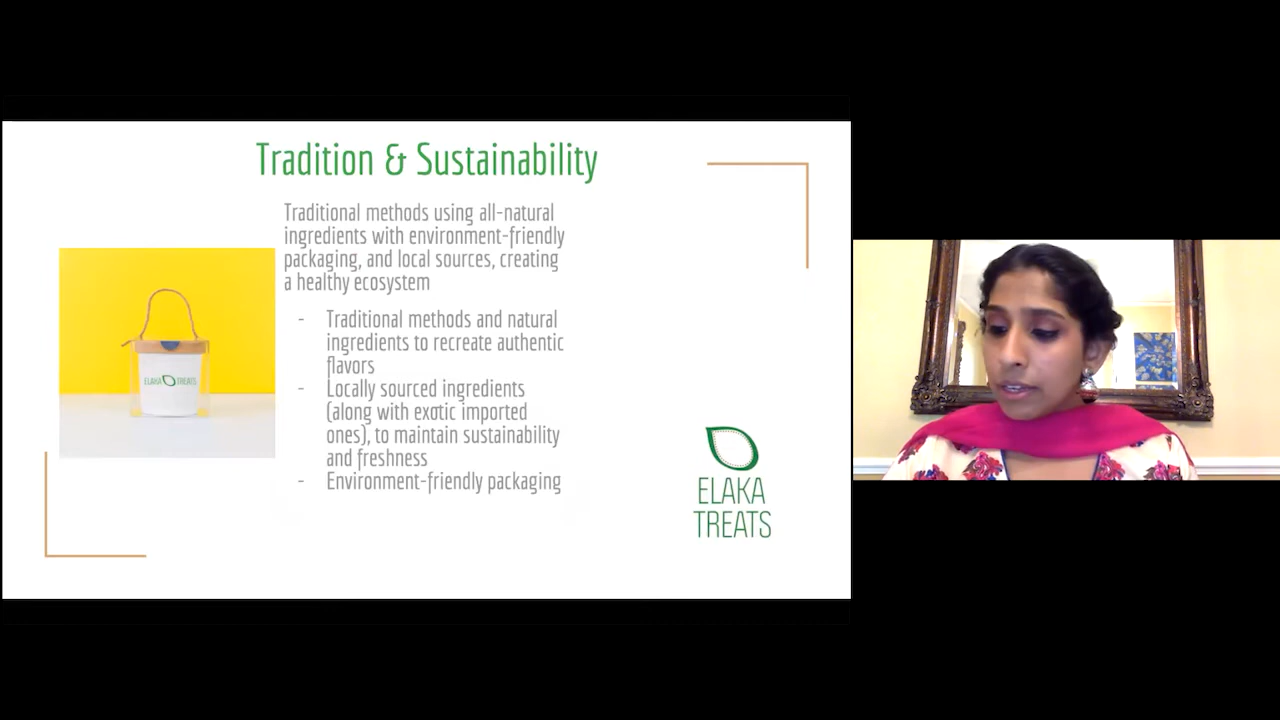 Tradition & Sustainability
Traditional methods using all-natural
ingredients with environment-friendly
packaging, and local sources, creating
a healthy ecosystem
- Traditional methods and natural
ingredients to recreate authentic
flavors
- Locally sourced ingredients
(along with exotic imported
ones), to maintain sustainability
and freshness
- Environment-friendly packaging
ELAKA TREATS
ELAKA
TREATS